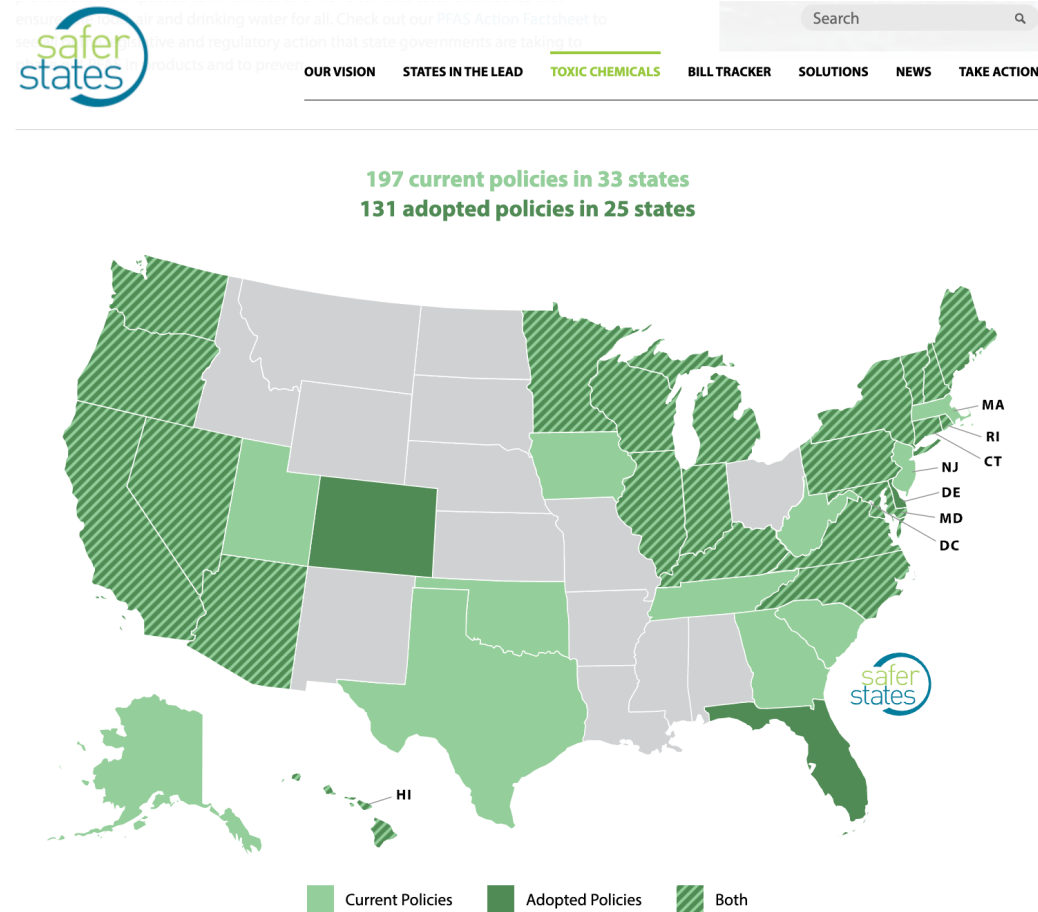 ensure safe food, air and drinking water for all. Check out our PFAS Action Factsheet to
safer
states
Search
OUR VISION
STATES IN THE LEAD
TOXIC CHEMICALS
BILL TRACKER
SOLUTIONS
NEWS
TAKE ACTION
197 current policies in 33 states
131 adopted policies in 25 states
MA
RI
CT
NJ
DE
MD
DC
safer
states
HI
Current Policies
Adopted Policies
Both